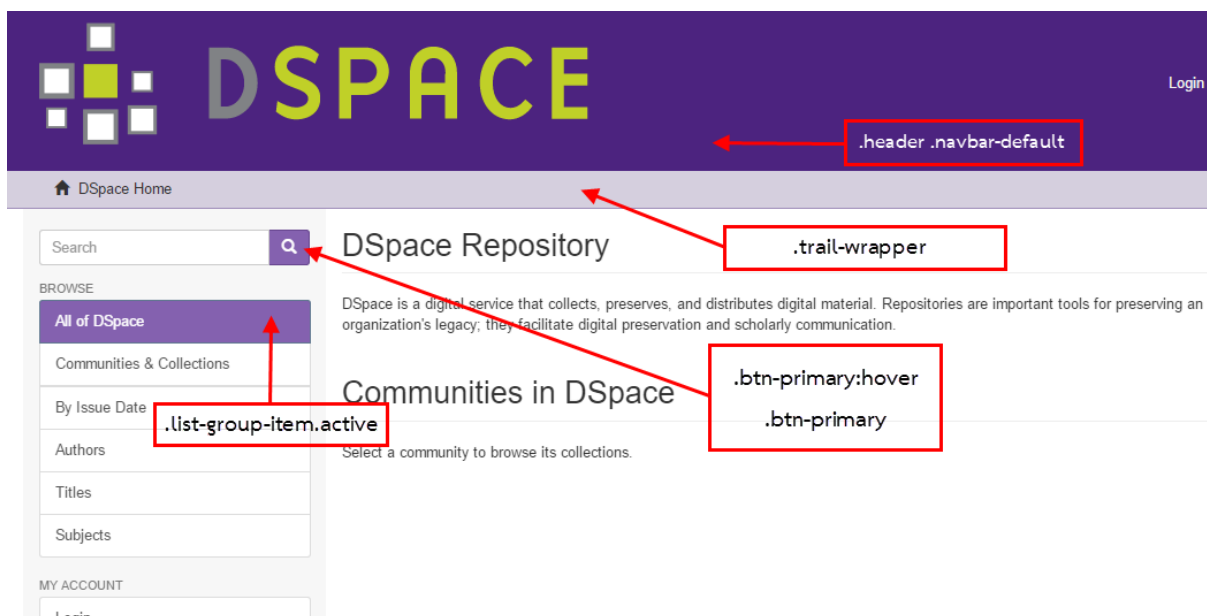 DSPACE
Login
.header .navbar-default
DSpace Home
Search
DSpace Repository
.trail-wrapper
BROWSE
All of DSpace
DSpace is a digital service that collects, preserves, and distributes digital material. Repositories are important tools for preserving an
organization's legacy; they facilitate digital preservation and scholarly communication.
Communities & Collections
.btn-primary:hover
Communities in DSpace
By Issue Date
.btn-primary
.list-group-item.active
Authors
Select a community to browse its collections.
Titles
Subjects
MY ACCOUNT
Login